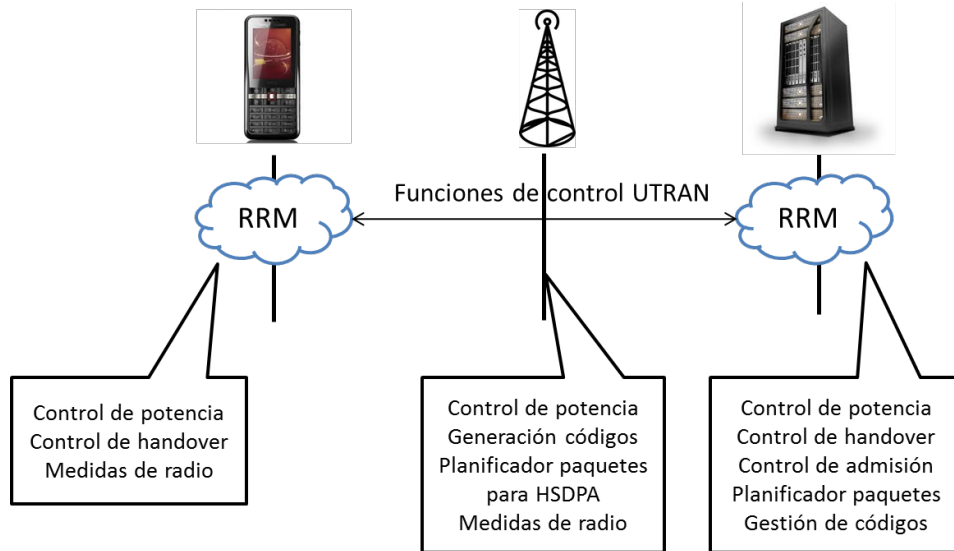 Funciones de control UTRAN
RRM
RRM
Control de potencia
Control de handover
Medidas de radio
Control de potencia
Generación códigos
Planificador paquetes
para HSDPA
Medidas de radio
Control de potencia
Control de handover
Control de admisión
Planificador paquetes
Gestión de códigos